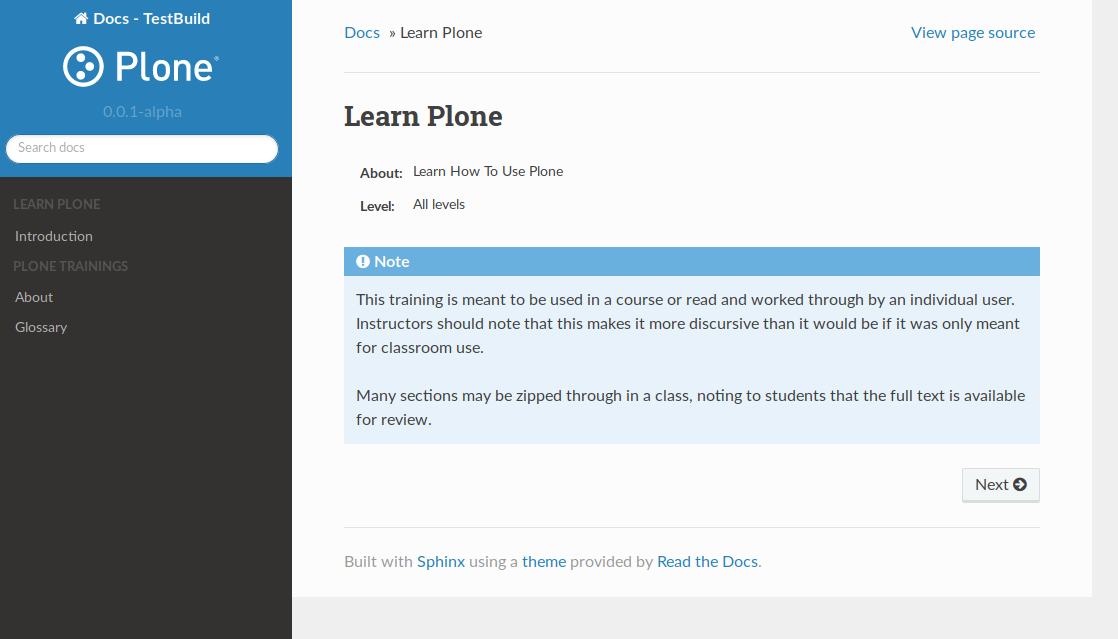 Docs - TestBuild
Plone®
0.0.1-alpha
Search docs
LEARN PLONE
Introduction
PLONE TRAININGS
About
Glossary
Docs » Learn Plone
View page source
Learn Plone
About: Learn How To Use Plone
Level: All levels
Note
This training is meant to be used in a course or read and worked through by an individual user.
Instructors should note that this makes it more discursive than it would be if it was only meant
for classroom use.
Many sections may be zipped through in a class, noting to students that the full text is available
for review.
Next
Built with Sphinx using a theme provided by Read the Docs.